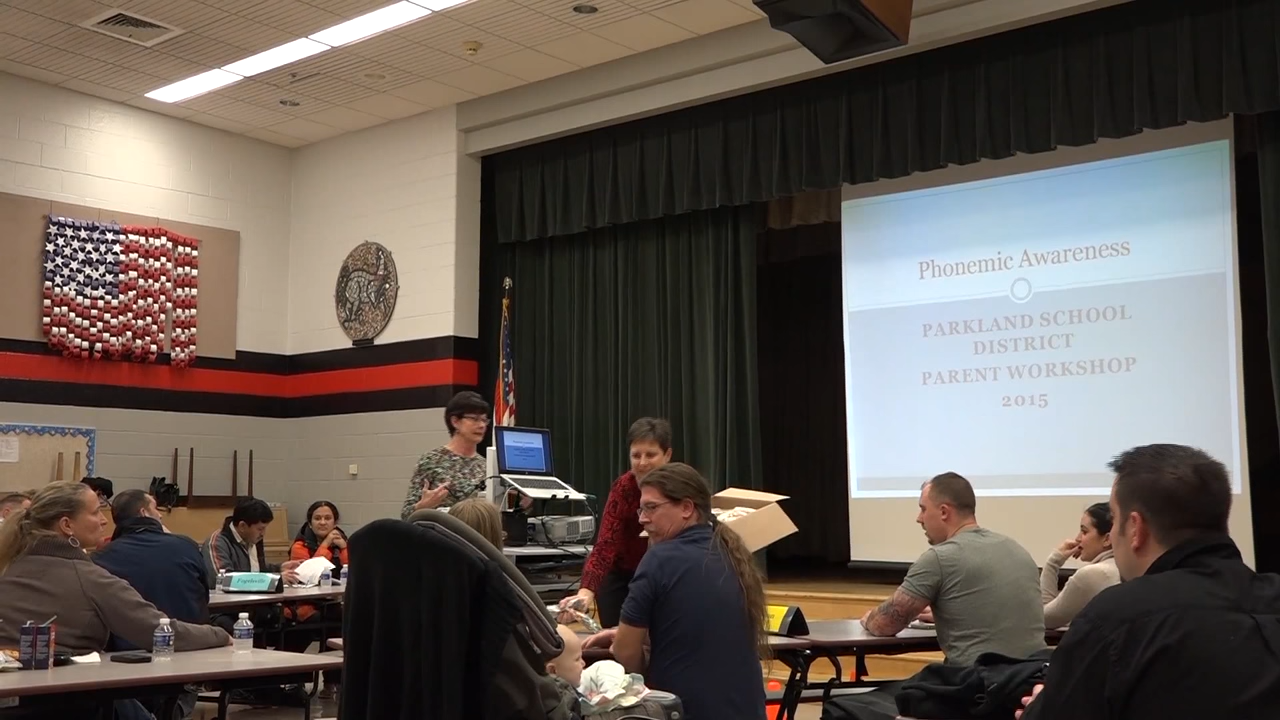 Phonemic Awareness
PARKLAND SCHOOL
DISTRICT
PARENT WORKSHOP
2015